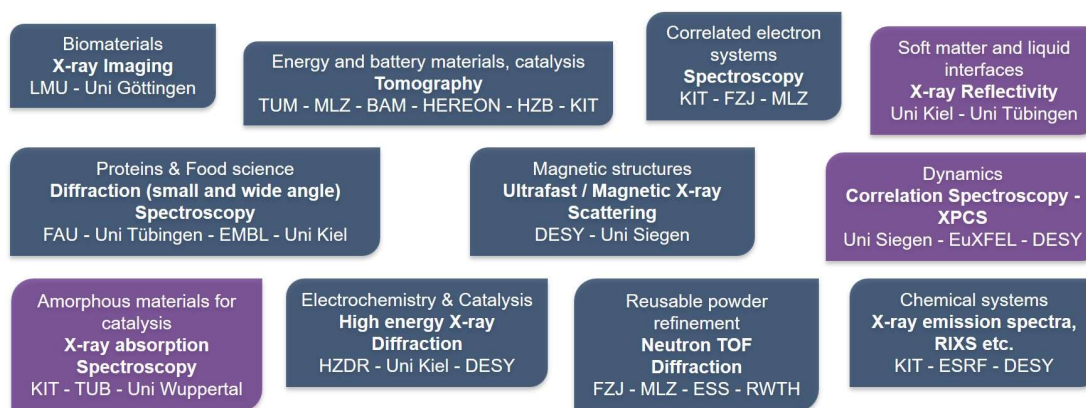 Biomaterials
X-ray Imaging
LMU - Uni Göttingen
Energy and battery materials, catalysis
Tomography
TUM - MLZ - BAM - HEREON - HZB - KIT
Correlated electron
systems
Spectroscopy
KIT - FZJ - MLZ
Soft matter and liquid
interfaces
X-ray Reflectivity
Uni Kiel - Uni Tübingen
Proteins & Food science
Diffraction (small and wide angle)
Spectroscopy
FAU - Uni Tübingen - EMBL - Uni Kiel
Magnetic structures
Ultrafast / Magnetic X-ray
Scattering
DESY - Uni Siegen
Dynamics
Correlation Spectroscopy -
XPCS
Uni Siegen - EuXFEL - DESY
Amorphous materials for
catalysis
X-ray absorption
Spectroscopy
KIT - TUB - Uni Wuppertal
Electrochemistry & Catalysis
High energy X-ray
Diffraction
HZDR - Uni Kiel - DESY
Reusable powder
refinement
Neutron TOF
Diffraction
FZJ - MLZ - ESS - RWTH
Chemical systems
X-ray emission spectra,
RIXS etc.
KIT - ESRF - DESY